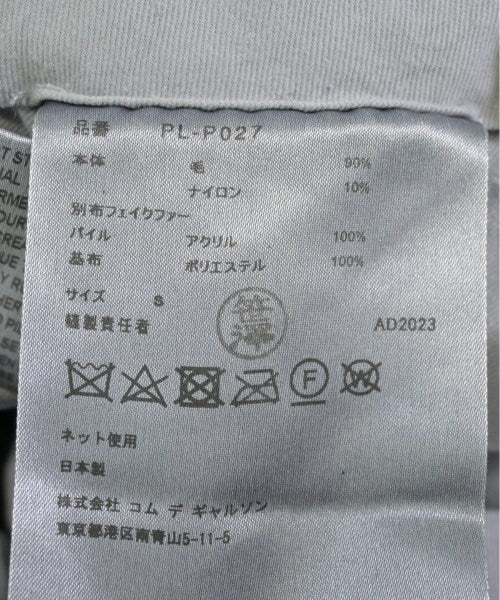 品番 PL-P027
本体 毛 90%
ナイロン 10%
別布フェイクファー
パイル アクリル 100%
基布 ポリエステル 100%
サイズ S
縫製責任者 笹澤 AD2023
F
W
ネット使用
日本製
株式会社 コム デ ギャルソン
東京都港区南青山5-11-5